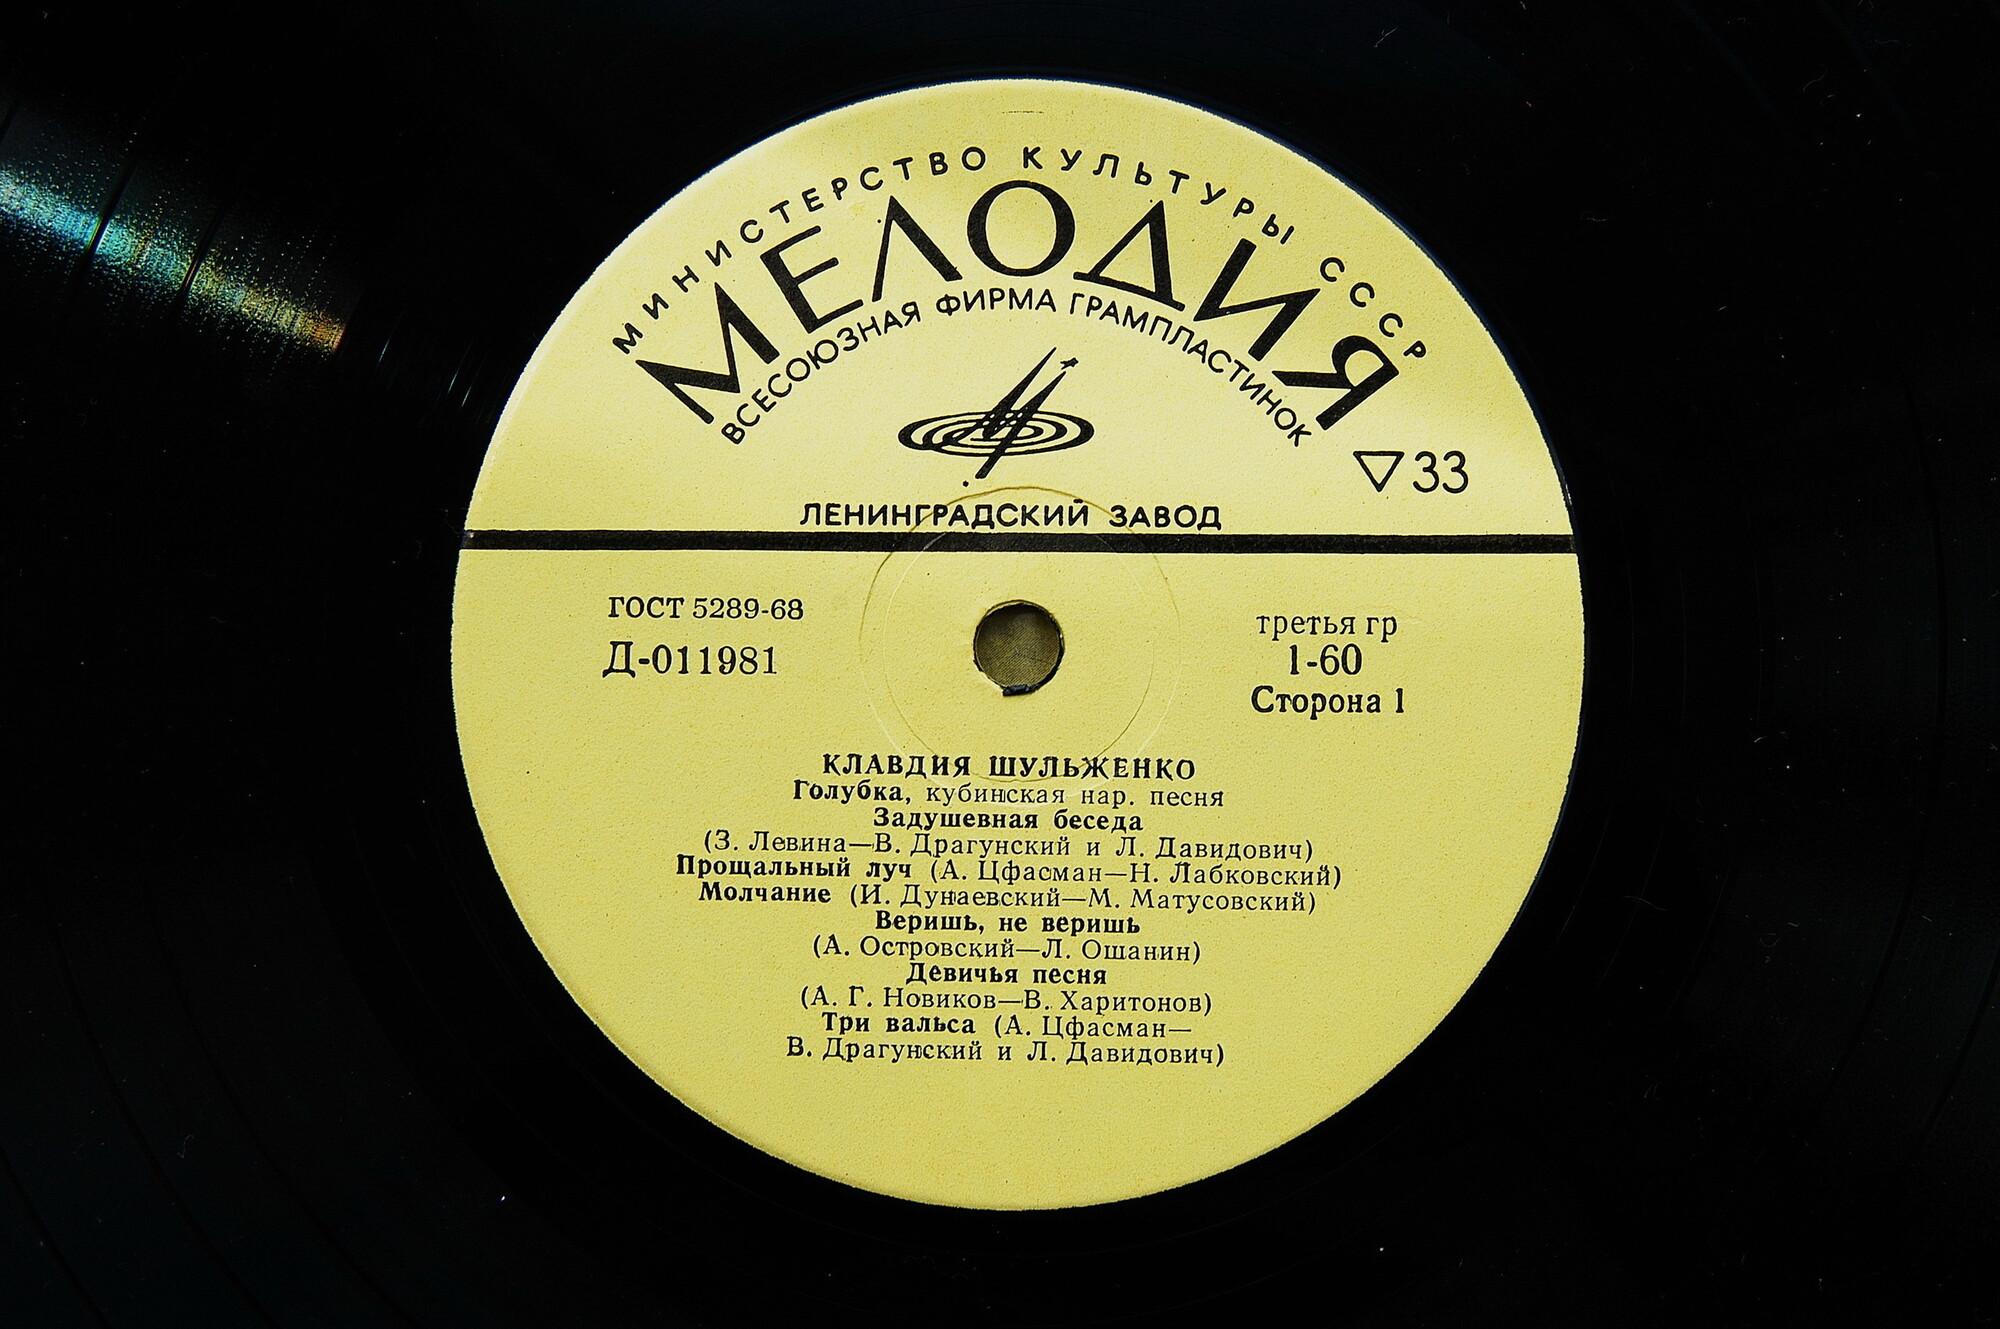 МИНИСТЕРСТВО КУЛЬТУРЫ СССР
МЕЛОДИЯ
ВСЕСОЮЗНАЯ ФИРМА ГРАМПЛАСТИНОК
33
ЛЕНИНГРАДСКИЙ ЗАВОД
ГОСТ 5289-68
Д-011981
третья гр
1-60
Сторона 1
КЛАВДИЯ ШУЛЬЖЕНКО
Голубка, кубинская нар. песня
Задушевная беседа
(З. Левина—В. Драгунский и Л. Давидович)
Прощальный луч (А. Цфасман—Н. Лабковский)
Молчание (И. Дунаевский—М. Матусовский)
Веришь, не веришь
(А. Островский—Л. Ошанин)
Девичья песня
(А. Г. Новиков—В. Харитонов)
Три вальса (А. Цфасман—
В. Драгунский и Л. Давидович)